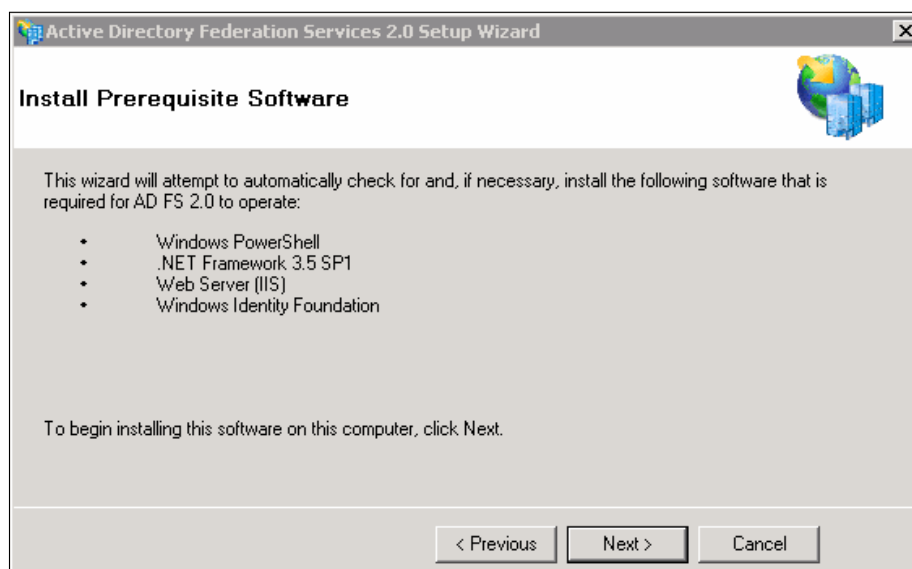 Active Directory Federation Services 2.0 Setup Wizard
Install Prerequisite Software
This wizard will attempt to automatically check for and, if necessary, install the following software that is
required for AD FS 2.0 to operate:
• Windows PowerShell
• .NET Framework 3.5 SP1
• Web Server (IIS)
• Windows Identity Foundation
To begin installing this software on this computer, click Next.
< Previous
Next >
Cancel